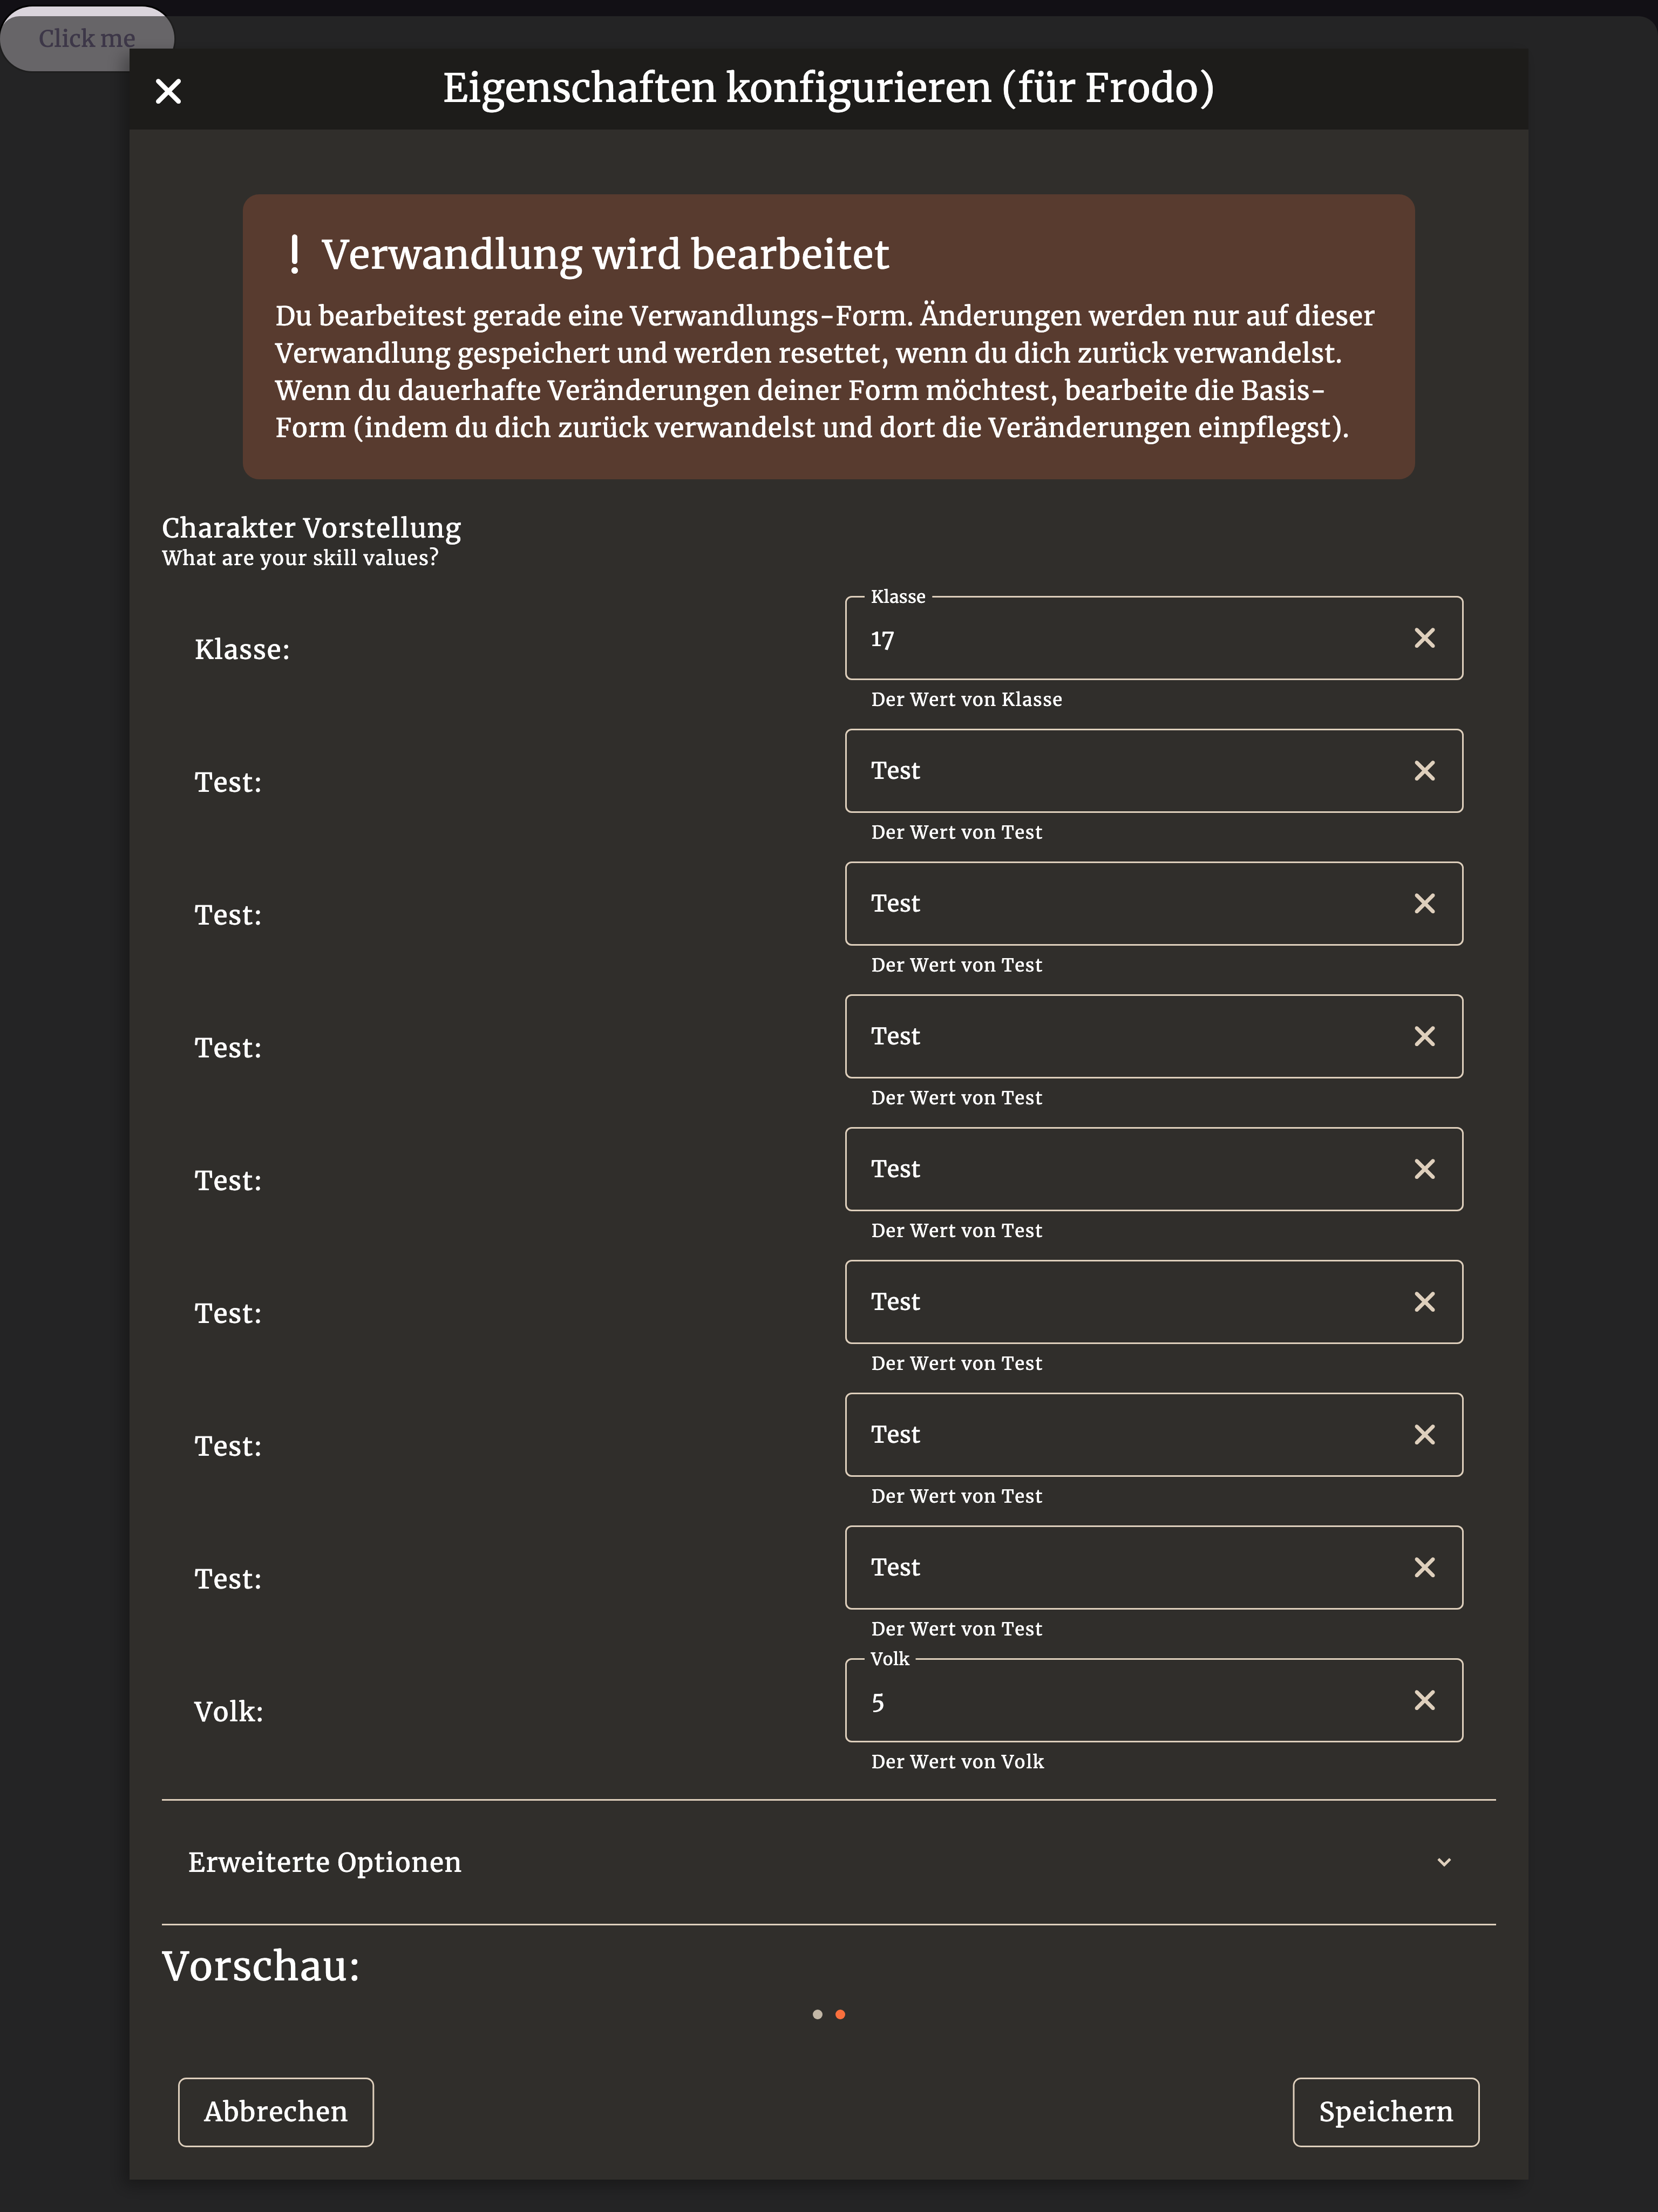 Click me
Eigenschaften konfigurieren (für Frodo)
! Verwandlung wird bearbeitet
Du bearbeitest gerade eine Verwandlungs-Form. Änderungen werden nur auf dieser
Verwandlung gespeichert und werden resettet, wenn du dich zurück verwandelst.
Wenn du dauerhafte Veränderungen deiner Form möchtest, bearbeite die Basis-
Form (indem du dich zurück verwandelst und dort die Veränderungen einpflegst).
Charakter Vorstellung
What are your skill values?
Klasse
Klasse:
17
Der Wert von Klasse
Test:
Test
Der Wert von Test
Test:
Test
Der Wert von Test
Test:
Test
Der Wert von Test
Test:
Test
Der Wert von Test
Test:
Test
Der Wert von Test
Test:
Test
Der Wert von Test
Test:
Test
Der Wert von Test
Volk
Volk:
5
Der Wert von Volk
Erweiterte Optionen
Vorschau:
Abbrechen
Speichern